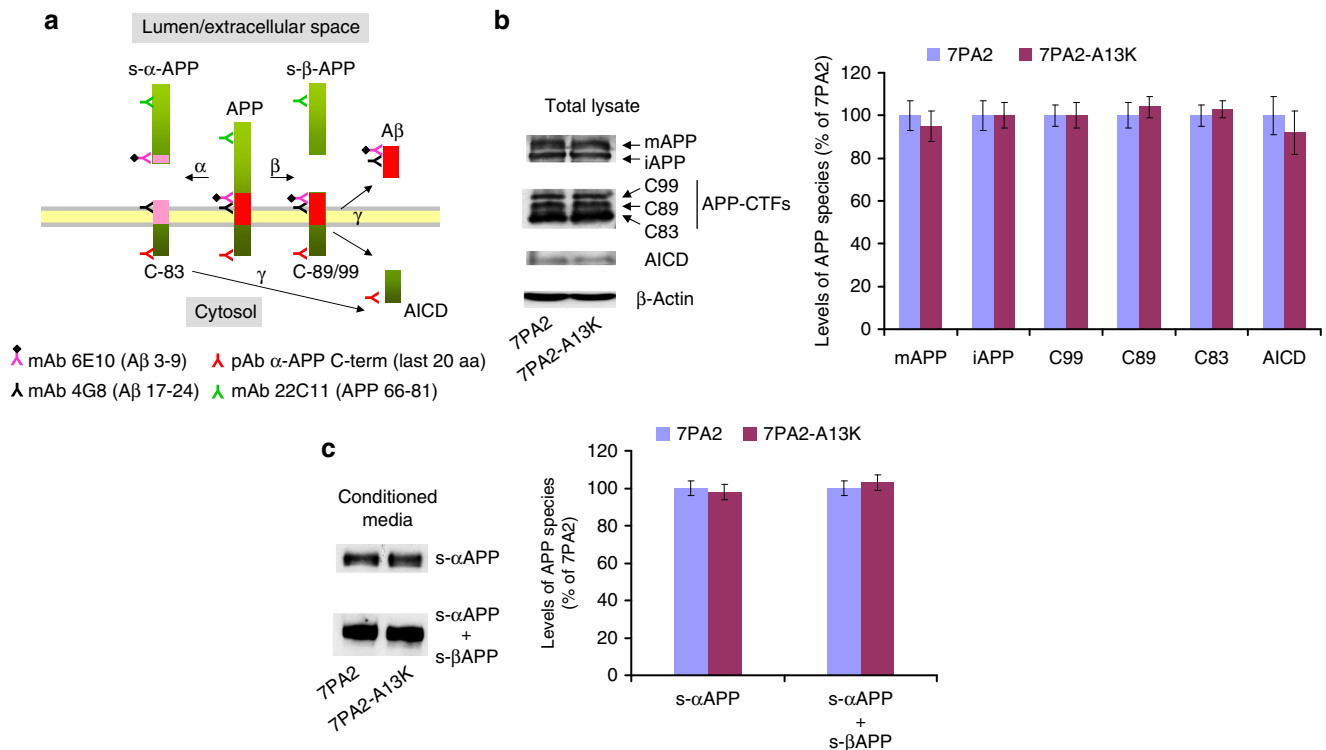 a
Lumen/extracellular space
s-α-APP
s-β-APP
APP
Aβ
α
β
γ
C-83
C-89/99
γ
AICD
Cytosol
mAb 6E10 (Aβ 3-9)
pAb α-APP C-term (last 20 aa)
mAb 4G8 (Aβ 17-24)
mAb 22C11 (APP 66-81)
b
Total lysate
mAPP
iAPP
C99
C89
C83
APP-CTFs
AICD
β-Actin
7PA2
7PA2-A13K
7PA2
7PA2-A13K
Levels of APP species (% of 7PA2)
120
100
80
60
40
20
0
mAPP
iAPP
C99
C89
C83
AICD
c
Conditioned
media
s-αAPP
s-αAPP
+
s-βAPP
7PA2
7PA2-A13K
7PA2
7PA2-A13K
Levels of APP species
(% of 7PA2)
120
100
80
60
40
20
0
s-αAPP
s-αAPP
+
s-βAPP